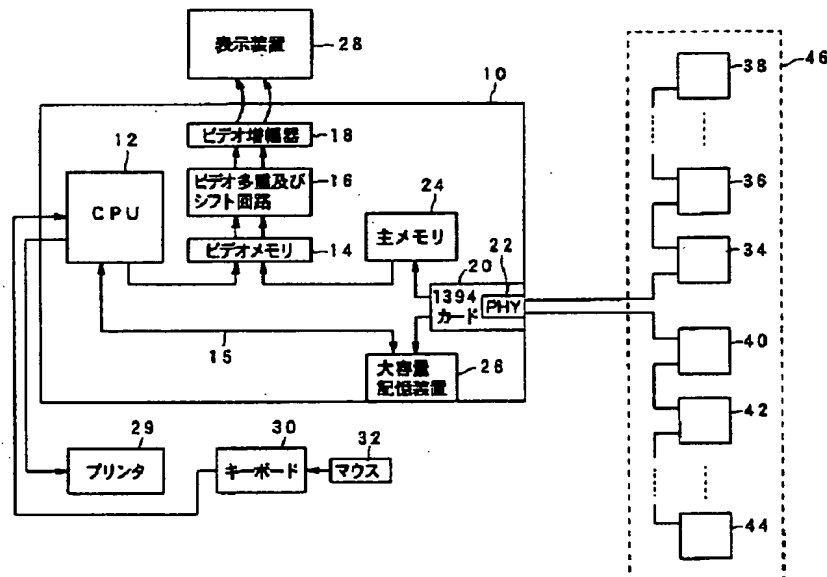 表示装置
28
46
38
10
ビデオ増幅器
18
12
CPU
ビデオ多重及び
シフト回路
16
24
主メモリ
36
ビデオメモリ
14
34
20
22
1394
カード
PHY
15
40
大容量
記憶装置
26
42
29
プリンタ
30
キーボード
32
マウス
44